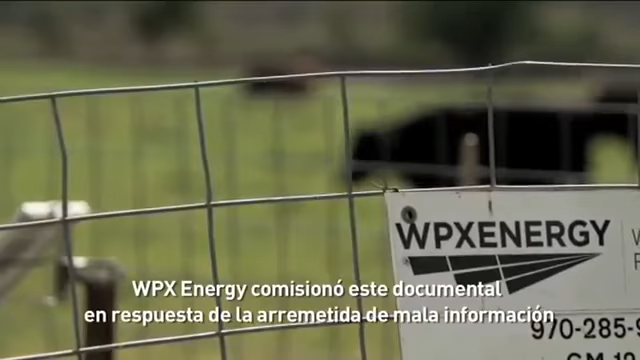 WPXENERGY
WPX Energy comisionó este documental
en respuesta de la arremetida de mala información
970-285-9